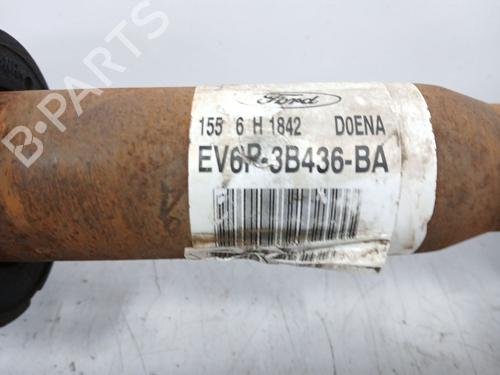 Ford
155 6 H 1842 D0ENA
EV6P-3B436-BA
B-PARTS